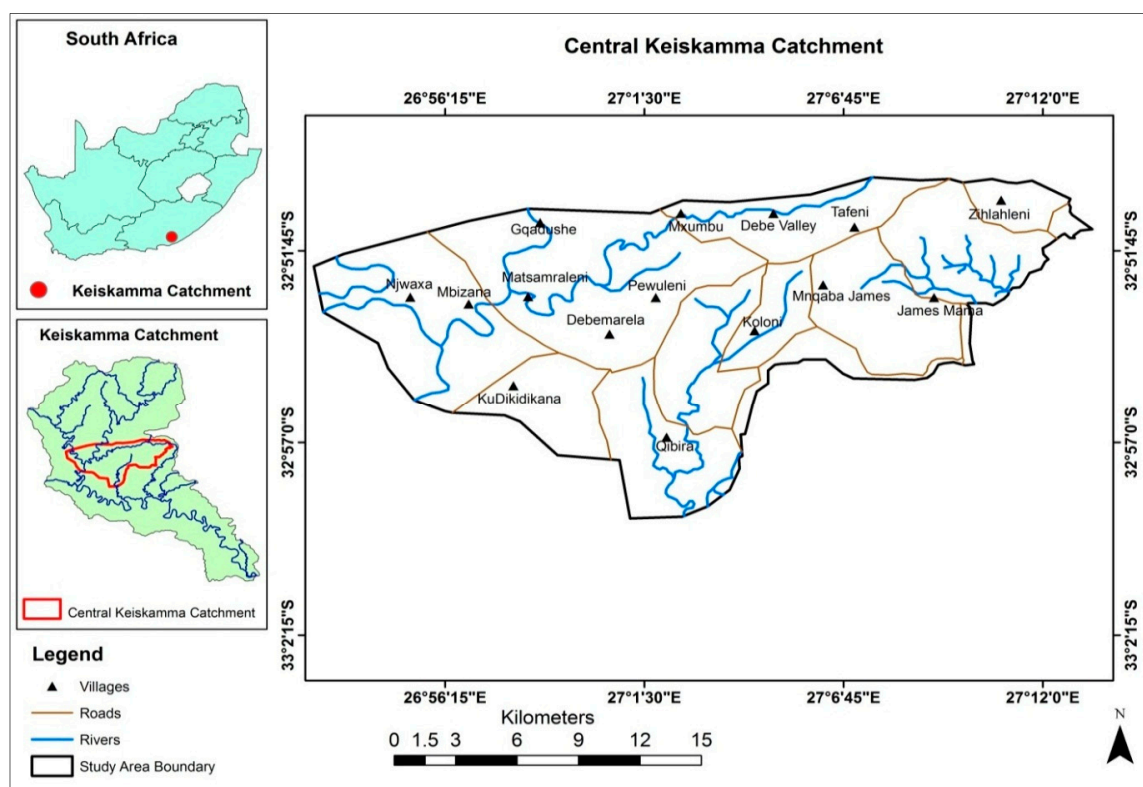 South Africa
Keiskamma Catchment
Keiskamma Catchment
Central Keiskamma Catchment
Legend
Villages
Roads
Rivers
Study Area Boundary
Central Keiskamma Catchment
26°56'15"E 27°1'30"E 27°6'45"E 27°12'0"E
32°51'45"S 32°51'45"S
32°57'0"S 32°57'0"S
33°2'15"S 33°2'15"S
Zihlahleni
Tafeni
Debe Valley
Mxumbu
Gqadushe
Matsamraleni
Njwaxa
Mbizana
Pewuleni
Mnqaba James
James Mama
Debemarela
Koloni
KuDikidikana
Qibira
26°56'15"E 27°1'30"E 27°6'45"E 27°12'0"E
Kilometers
0 1.5 3 6 9 12 15
N